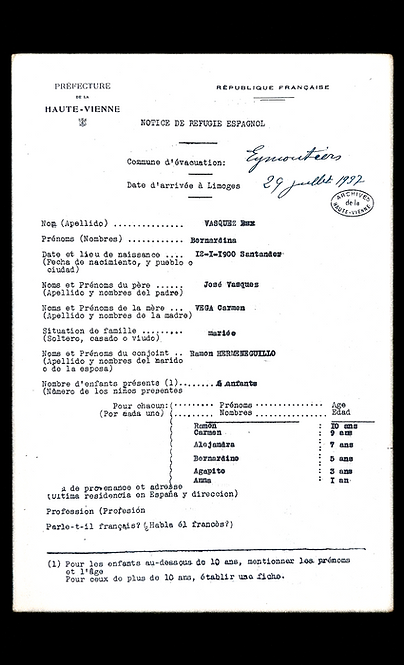 PRÉFECTURE
DE LA
HAUTE-VIENNE
RÉPUBLIQUE FRANÇAISE
NOTICE DE REFUGIE ESPAGNOL
Commune d'évacuation: Eymoutiers
Date d'arrivée à Limoges 29 juillet 1937
ARCHIVES
de la
HAUTE-VIENNE
Nom (Apellido) ............... VASQUEZ
Prénoms (Nombres) ............ Bernardina
Date et lieu de naissance .... 12-I-1900 Santander
(Fecha de nacimiento, y pueblo o
ciudad)
Noms et Prénoms du père ...... José Vasquez
(Apellido y nombres del padre)
Noms et Prénoms de la mère ... VEGA Carmen
(Apellido y nombres de la madre)
Situation de famille ........ mariée
(Soltero, casado o viudo)
Noms et Prénoms du conjoint .. Ramon HERMENEGUILLO
(Apellido y nombres del marido
o de la esposa)
Nombre d'enfants présents (1)....... 6 Anfants
(Número de los niños presentes
Pour chacun:(......... Prénoms ......... Age
(Por cada uno) (......... Nombres .......... Edad
Ramon : 10 ans
Carmen : 9 ans
Alejandra : 7 ans
Bernardino : 5 ans
Agapito : 3 ans
Anna : I an
de provenance et adresse
(Ultima residencia en España y direccion)
Profession (Profesión
Parle-t-il français? (¿Habla él francès?)
(1) Pour les enfants au-dessous de 10 ans, mentionner les prénoms
et l'âge
Pour ceux de plus de 10 ans, établir une fiche.